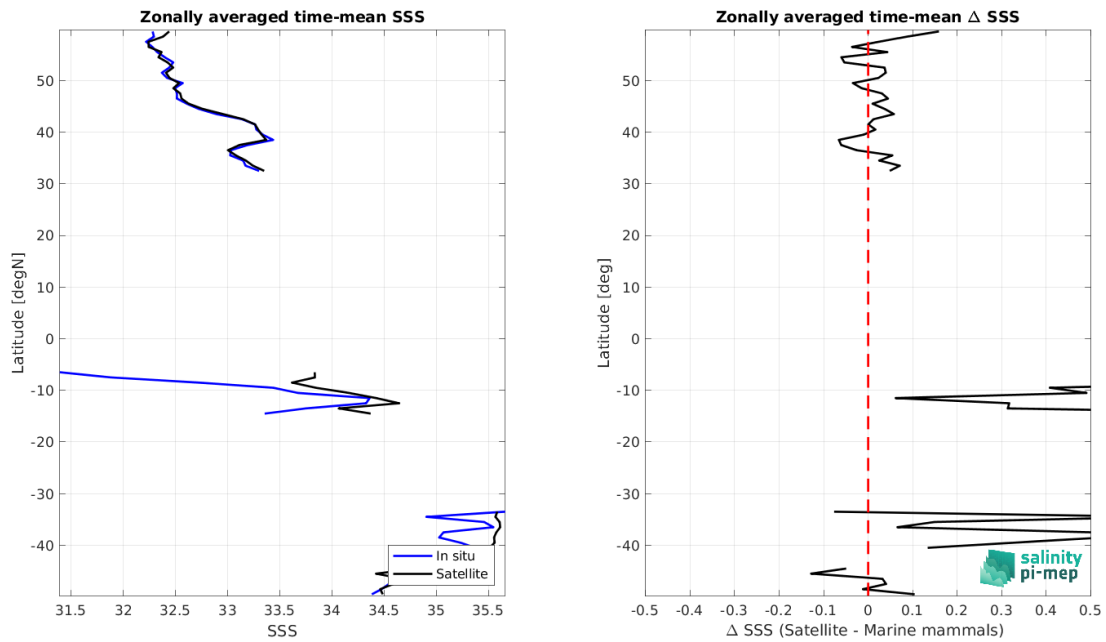 Zonally averaged time-mean SSS
50
40
30
20
10
0
-10
-20
-30
-40
Latitude [degN]
31.5 32 32.5 33 33.5 34 34.5 35 35.5
SSS
In situ
Satellite
Zonally averaged time-mean Δ SSS
50
40
30
20
10
0
-10
-20
-30
-40
Latitude [deg]
-0.5 -0.4 -0.3 -0.2 -0.1 0 0.1 0.2 0.3 0.4 0.5
Δ SSS (Satellite - Marine mammals)
salinity
pi-mep